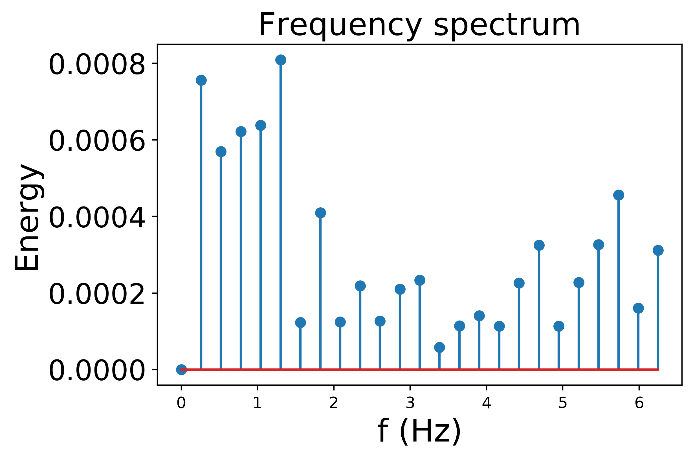 Frequency spectrum
0.0008
0.0006
0.0004
0.0002
0.0000
Energy
0 1 2 3 4 5 6
f (Hz)